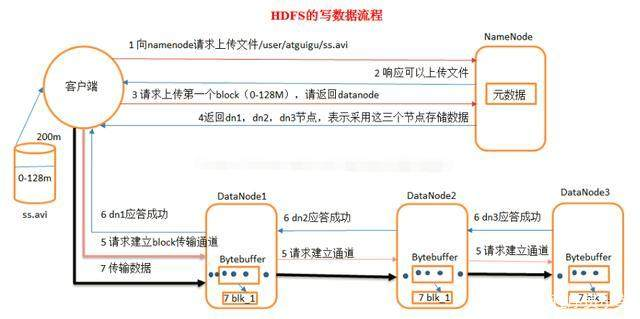 HDFS的写数据流程
1 向namenode请求上传文件/user/atguigu/ss.avi
NameNode
客户端
2 响应可以上传文件
3 请求上传第一个block（0-128M），请返回datanode
元数据
4返回dn1，dn2，dn3节点，表示采用这三个节点存储数据
200m
0-128m
ss.avi
DataNode1
DataNode2
DataNode3
6 dn1应答成功
6 dn2应答成功
6 dn3应答成功
5 请求建立block传输通道
5 请求建立通道
5 请求建立通道
Bytebuffer
Bytebuffer
Bytebuffer
7 传输数据
7 blk_1
7 blk_1
7 blk_1